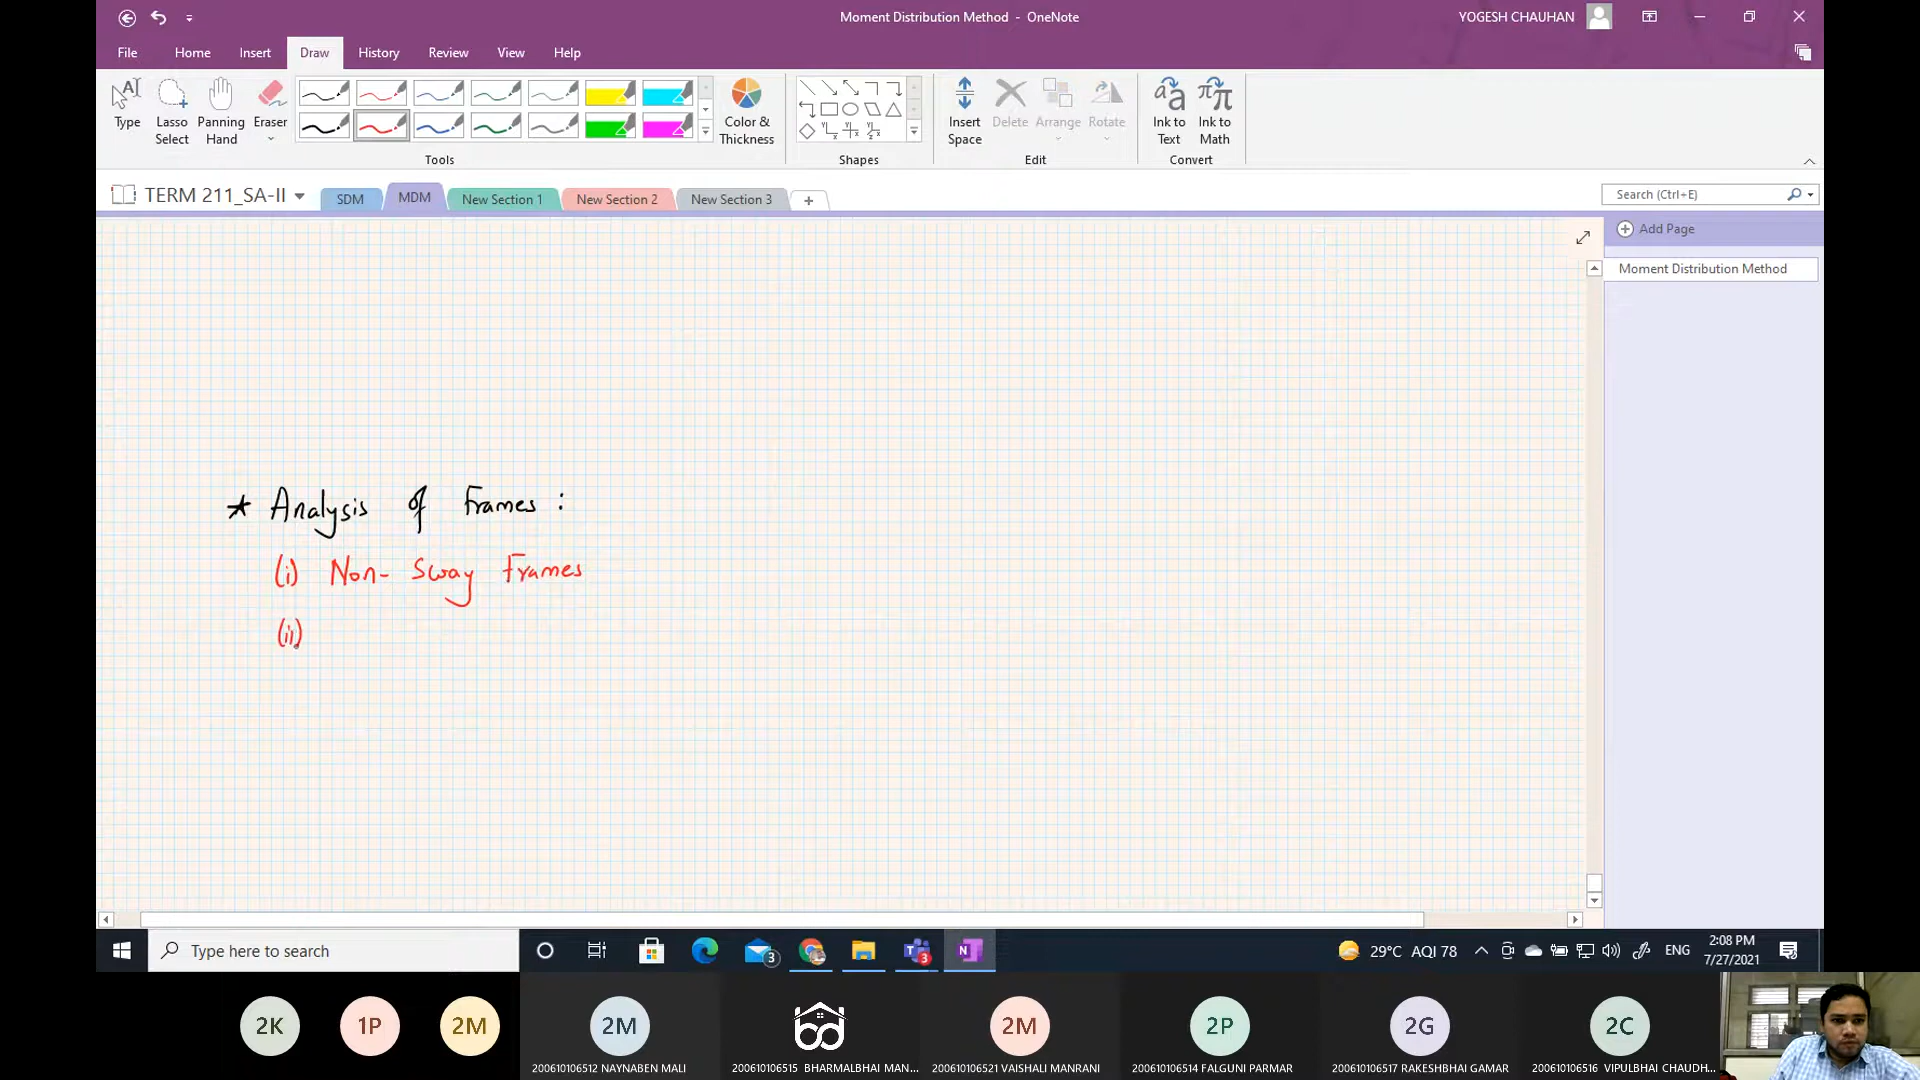 Moment Distribution Method - OneNote
YOGESH CHAUHAN
File Home Insert Draw History Review View Help
Type
Lasso Select
Panning Hand
Eraser
Color & Thickness
Insert Space
Delete
Arrange
Rotate
Ink to Text
Ink to Math
Tools
Shapes
Edit
Convert
TERM 211_SA-II
SDM MDM New Section 1 New Section 2 New Section 3
Search (Ctrl+E)
Add Page
Moment Distribution Method
* Analysis of Frames :
(i) Non-Sway Frames
(ii)
Type here to search
3
3
29°C AQI 78
ENG
2:08 PM
7/27/2021
2K 1P 2M 2M bd 2M 2P 2G 2C
200610106512 NAYNABEN MALI
200610106515 BHARMALBHAI MAN...
200610106521 VAISHALI MANRANI
200610106514 FALGUNI PARMAR
200610106517 RAKESHBHAI GAMAR
200610106516 VIPULBHAI CHAUDH...